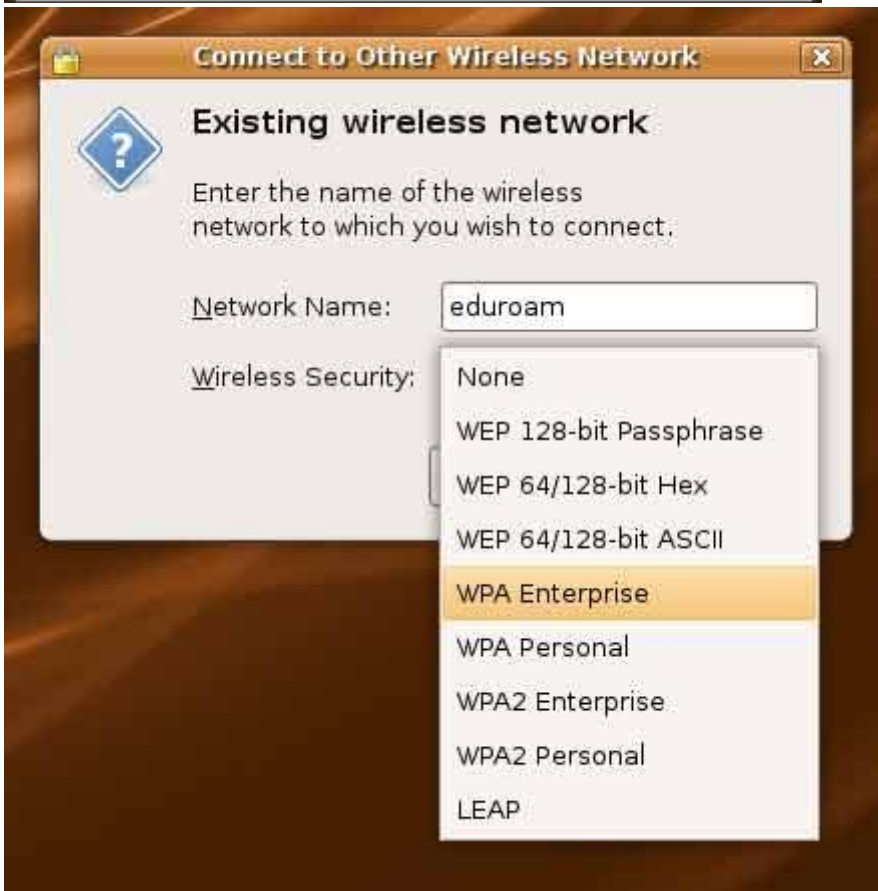 Connect to Other Wireless Network
Existing wireless network
Enter the name of the wireless
network to which you wish to connect.
Network Name: eduroam
Wireless Security: None
WEP 128-bit Passphrase
WEP 64/128-bit Hex
WEP 64/128-bit ASCII
WPA Enterprise
WPA Personal
WPA2 Enterprise
WPA2 Personal
LEAP